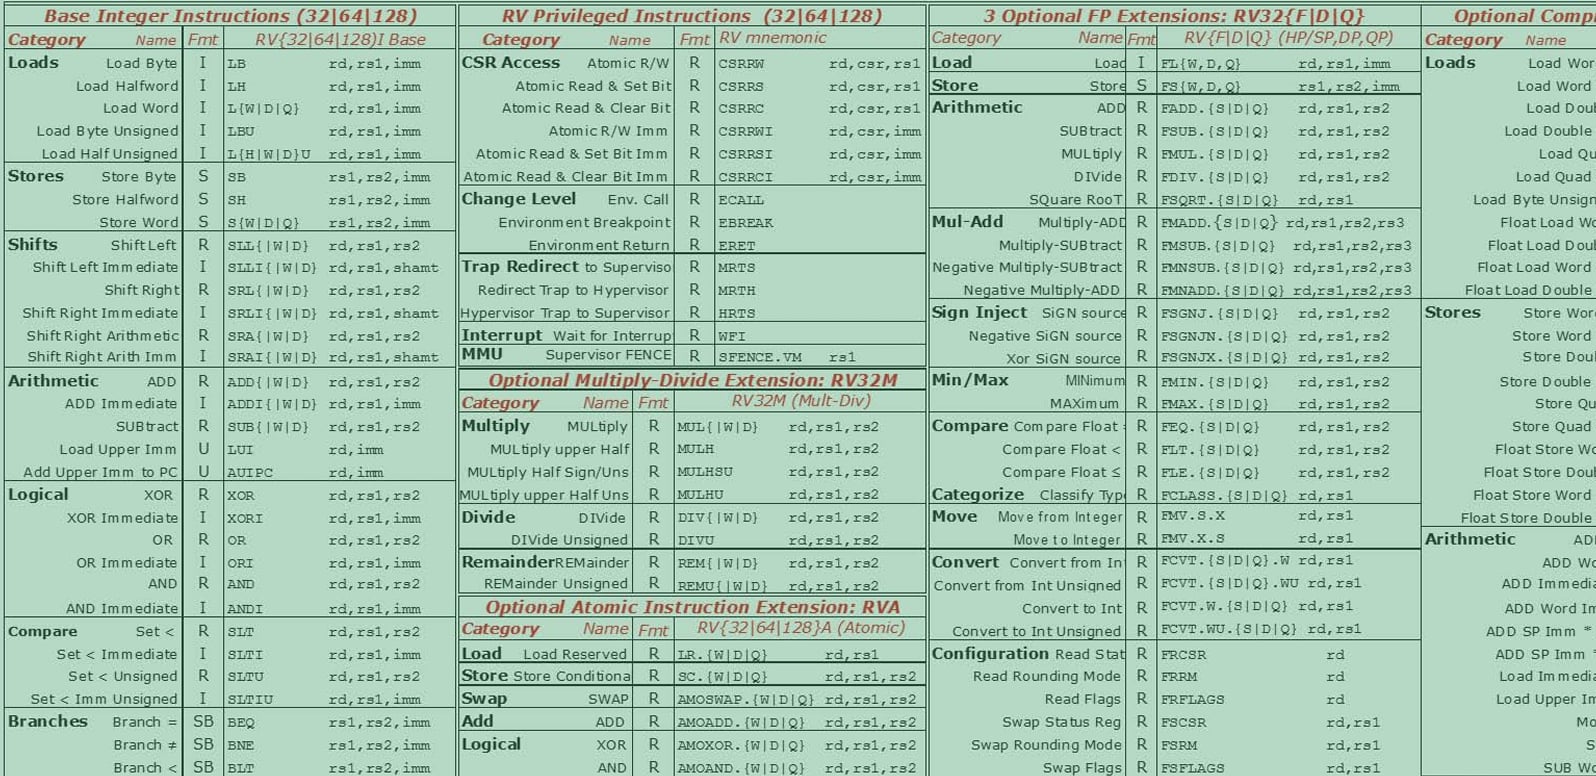 Base Integer Instructions (32|64|128)
Category Name Fmt RV{32|64|128}I Base
Loads Load Byte I LB rd,rs1,imm
Load Halfword I LH rd,rs1,imm
Load Word I L{W|D|Q} rd,rs1,imm
Load Byte Unsigned I LBU rd,rs1,imm
Load Half Unsigned I L{H|W|D}U rd,rs1,imm
Stores Store Byte S SB rs1,rs2,imm
Store Halfword S SH rs1,rs2,imm
Store Word S S{W|D|Q} rs1,rs2,imm
Shifts Shift Left R SLL{|W|D} rd,rs1,rs2
Shift Left Immediate I SLLI{|W|D} rd,rs1,shamt
Shift Right R SRL{|W|D} rd,rs1,rs2
Shift Right Immediate I SRLI{|W|D} rd,rs1,shamt
Shift Right Arithmetic R SRA{|W|D} rd,rs1,rs2
Shift Right Arith Imm I SRAI{|W|D} rd,rs1,shamt
Arithmetic ADD R ADD{|W|D} rd,rs1,rs2
ADD Immediate I ADDI{|W|D} rd,rs1,imm
SUBtract R SUB{|W|D} rd,rs1,rs2
Load Upper Imm U LUI rd,imm
Add Upper Imm to PC U AUIPC rd,imm
Logical XOR R XOR rd,rs1,rs2
XOR Immediate I XORI rd,rs1,imm
OR R OR rd,rs1,rs2
OR Immediate I ORI rd,rs1,imm
AND R AND rd,rs1,rs2
AND Immediate I ANDI rd,rs1,imm
Compare Set < R SLT rd,rs1,rs2
Set < Immediate I SLTI rd,rs1,imm
Set < Unsigned R SLTU rd,rs1,rs2
Set < Imm Unsigned I SLTIU rd,rs1,imm
Branches Branch = SB BEQ rs1,rs2,imm
Branch ≠ SB BNE rs1,rs2,imm
Branch < SB BLT rs1,rs2,imm
RV Privileged Instructions (32|64|128)
Category Name Fmt RV mnemonic
CSR Access Atomic R/W R CSRRW rd,csr,rs1
Atomic Read & Set Bit R CSRRS rd,csr,rs1
Atomic Read & Clear Bit R CSRRC rd,csr,rs1
Atomic R/W Imm R CSRRWI rd,csr,imm
Atomic Read & Set Bit Imm R CSRRSI rd,csr,imm
Atomic Read & Clear Bit Imm R CSRRCI rd,csr,imm
Change Level Env. Call R ECALL
Environment Breakpoint R EBREAK
Environment Return R ERET
Trap Redirect to Superviso R MRTS
Redirect Trap to Hypervisor R MRTH
Hypervisor Trap to Supervisor R HRTS
Interrupt Wait for Interrup R WFI
MMU Supervisor FENCE R SFENCE.VM rs1
Optional Multiply-Divide Extension: RV32M
Category Name Fmt RV32M (Mult-Div)
Multiply MULtiply R MUL{|W|D} rd,rs1,rs2
MULtiply upper Half R MULH rd,rs1,rs2
MULtiply Half Sign/Uns R MULHSU rd,rs1,rs2
MULtiply upper Half Uns R MULHU rd,rs1,rs2
Divide DIVide R DIV{|W|D} rd,rs1,rs2
DIVide Unsigned R DIVU rd,rs1,rs2
Remainder REMainder R REM{|W|D} rd,rs1,rs2
REMainder Unsigned R REMU{|W|D} rd,rs1,rs2
Optional Atomic Instruction Extension: RVA
Category Name Fmt RV{32|64|128}A (Atomic)
Load Load Reserved R LR.{W|D|Q} rd,rs1
Store Store Conditiona R SC.{W|D|Q} rd,rs1,rs2
Swap SWAP R AMOSWAP.{W|D|Q} rd,rs1,rs2
Add ADD R AMOADD.{W|D|Q} rd,rs1,rs2
Logical XOR R AMOXOR.{W|D|Q} rd,rs1,rs2
AND R AMOAND.{W|D|Q} rd,rs1,rs2
3 Optional FP Extensions: RV32{F|D|Q}
Category Name Fmt RV{F|D|Q} (HP/SP,DP,QP)
Load Load I FL{W,D,Q} rd,rs1,imm
Store Store S FS{W,D,Q} rs1,rs2,imm
Arithmetic ADD R FADD.{S|D|Q} rd,rs1,rs2
SUBtract R FSUB.{S|D|Q} rd,rs1,rs2
MULtiply R FMUL.{S|D|Q} rd,rs1,rs2
DIVide R FDIV.{S|D|Q} rd,rs1,rs2
SQuare RooT R FSQRT.{S|D|Q} rd,rs1
Mul-Add Multiply-ADD R FMADD.{S|D|Q} rd,rs1,rs2,rs3
Multiply-SUBtract R FMSUB.{S|D|Q} rd,rs1,rs2,rs3
Negative Multiply-SUBtract R FMNSUB.{S|D|Q} rd,rs1,rs2,rs3
Negative Multiply-ADD R FMNADD.{S|D|Q} rd,rs1,rs2,rs3
Sign Inject SiGN source R FSGNJ.{S|D|Q} rd,rs1,rs2
Negative SiGN source R FSGNJN.{S|D|Q} rd,rs1,rs2
Xor SiGN source R FSGNJX.{S|D|Q} rd,rs1,rs2
Min/Max MINimum R FMIN.{S|D|Q} rd,rs1,rs2
MAXimum R FMAX.{S|D|Q} rd,rs1,rs2
Compare Compare Float = R FEQ.{S|D|Q} rd,rs1,rs2
Compare Float < R FLT.{S|D|Q} rd,rs1,rs2
Compare Float ≤ R FLE.{S|D|Q} rd,rs1,rs2
Categorize Classify Typ R FCLASS.{S|D|Q} rd,rs1
Move Move from Integer R FMV.S.X rd,rs1
Move to Integer R FMV.X.S rd,rs1
Convert Convert from In R FCVT.{S|D|Q}.W rd,rs1
Convert from Int Unsigned R FCVT.{S|D|Q}.WU rd,rs1
Convert to Int R FCVT.W.{S|D|Q} rd,rs1
Convert to Int Unsigned R FCVT.WU.{S|D|Q} rd,rs1
Configuration Read Stat R FRCSR rd
Read Rounding Mode R FRRM rd
Read Flags R FRFLAGS rd
Swap Status Reg R FSCSR rd,rs1
Swap Rounding Mode R FSRM rd,rs1
Swap Flags R FSFLAGS rd,rs1
Optional Comp
Category Name
Loads Load Wor
Load Word
Load Doub
Load Double
Load Qu
Load Quad
Load Byte Unsign
Float Load Wo
Float Load Doub
Float Load Word
Float Load Double
Stores Store Word
Store Word
Store Doub
Store Double
Store Qu
Store Quad
Float Store Wo
Float Store Doub
Float Store Word
Float Store Double
Arithmetic AD
ADD Wo
ADD Immedia
ADD Word Im
ADD SP Imm *
ADD SP Imm *
Load Immedia
Load Upper Im
Mo
S
SUB Wo